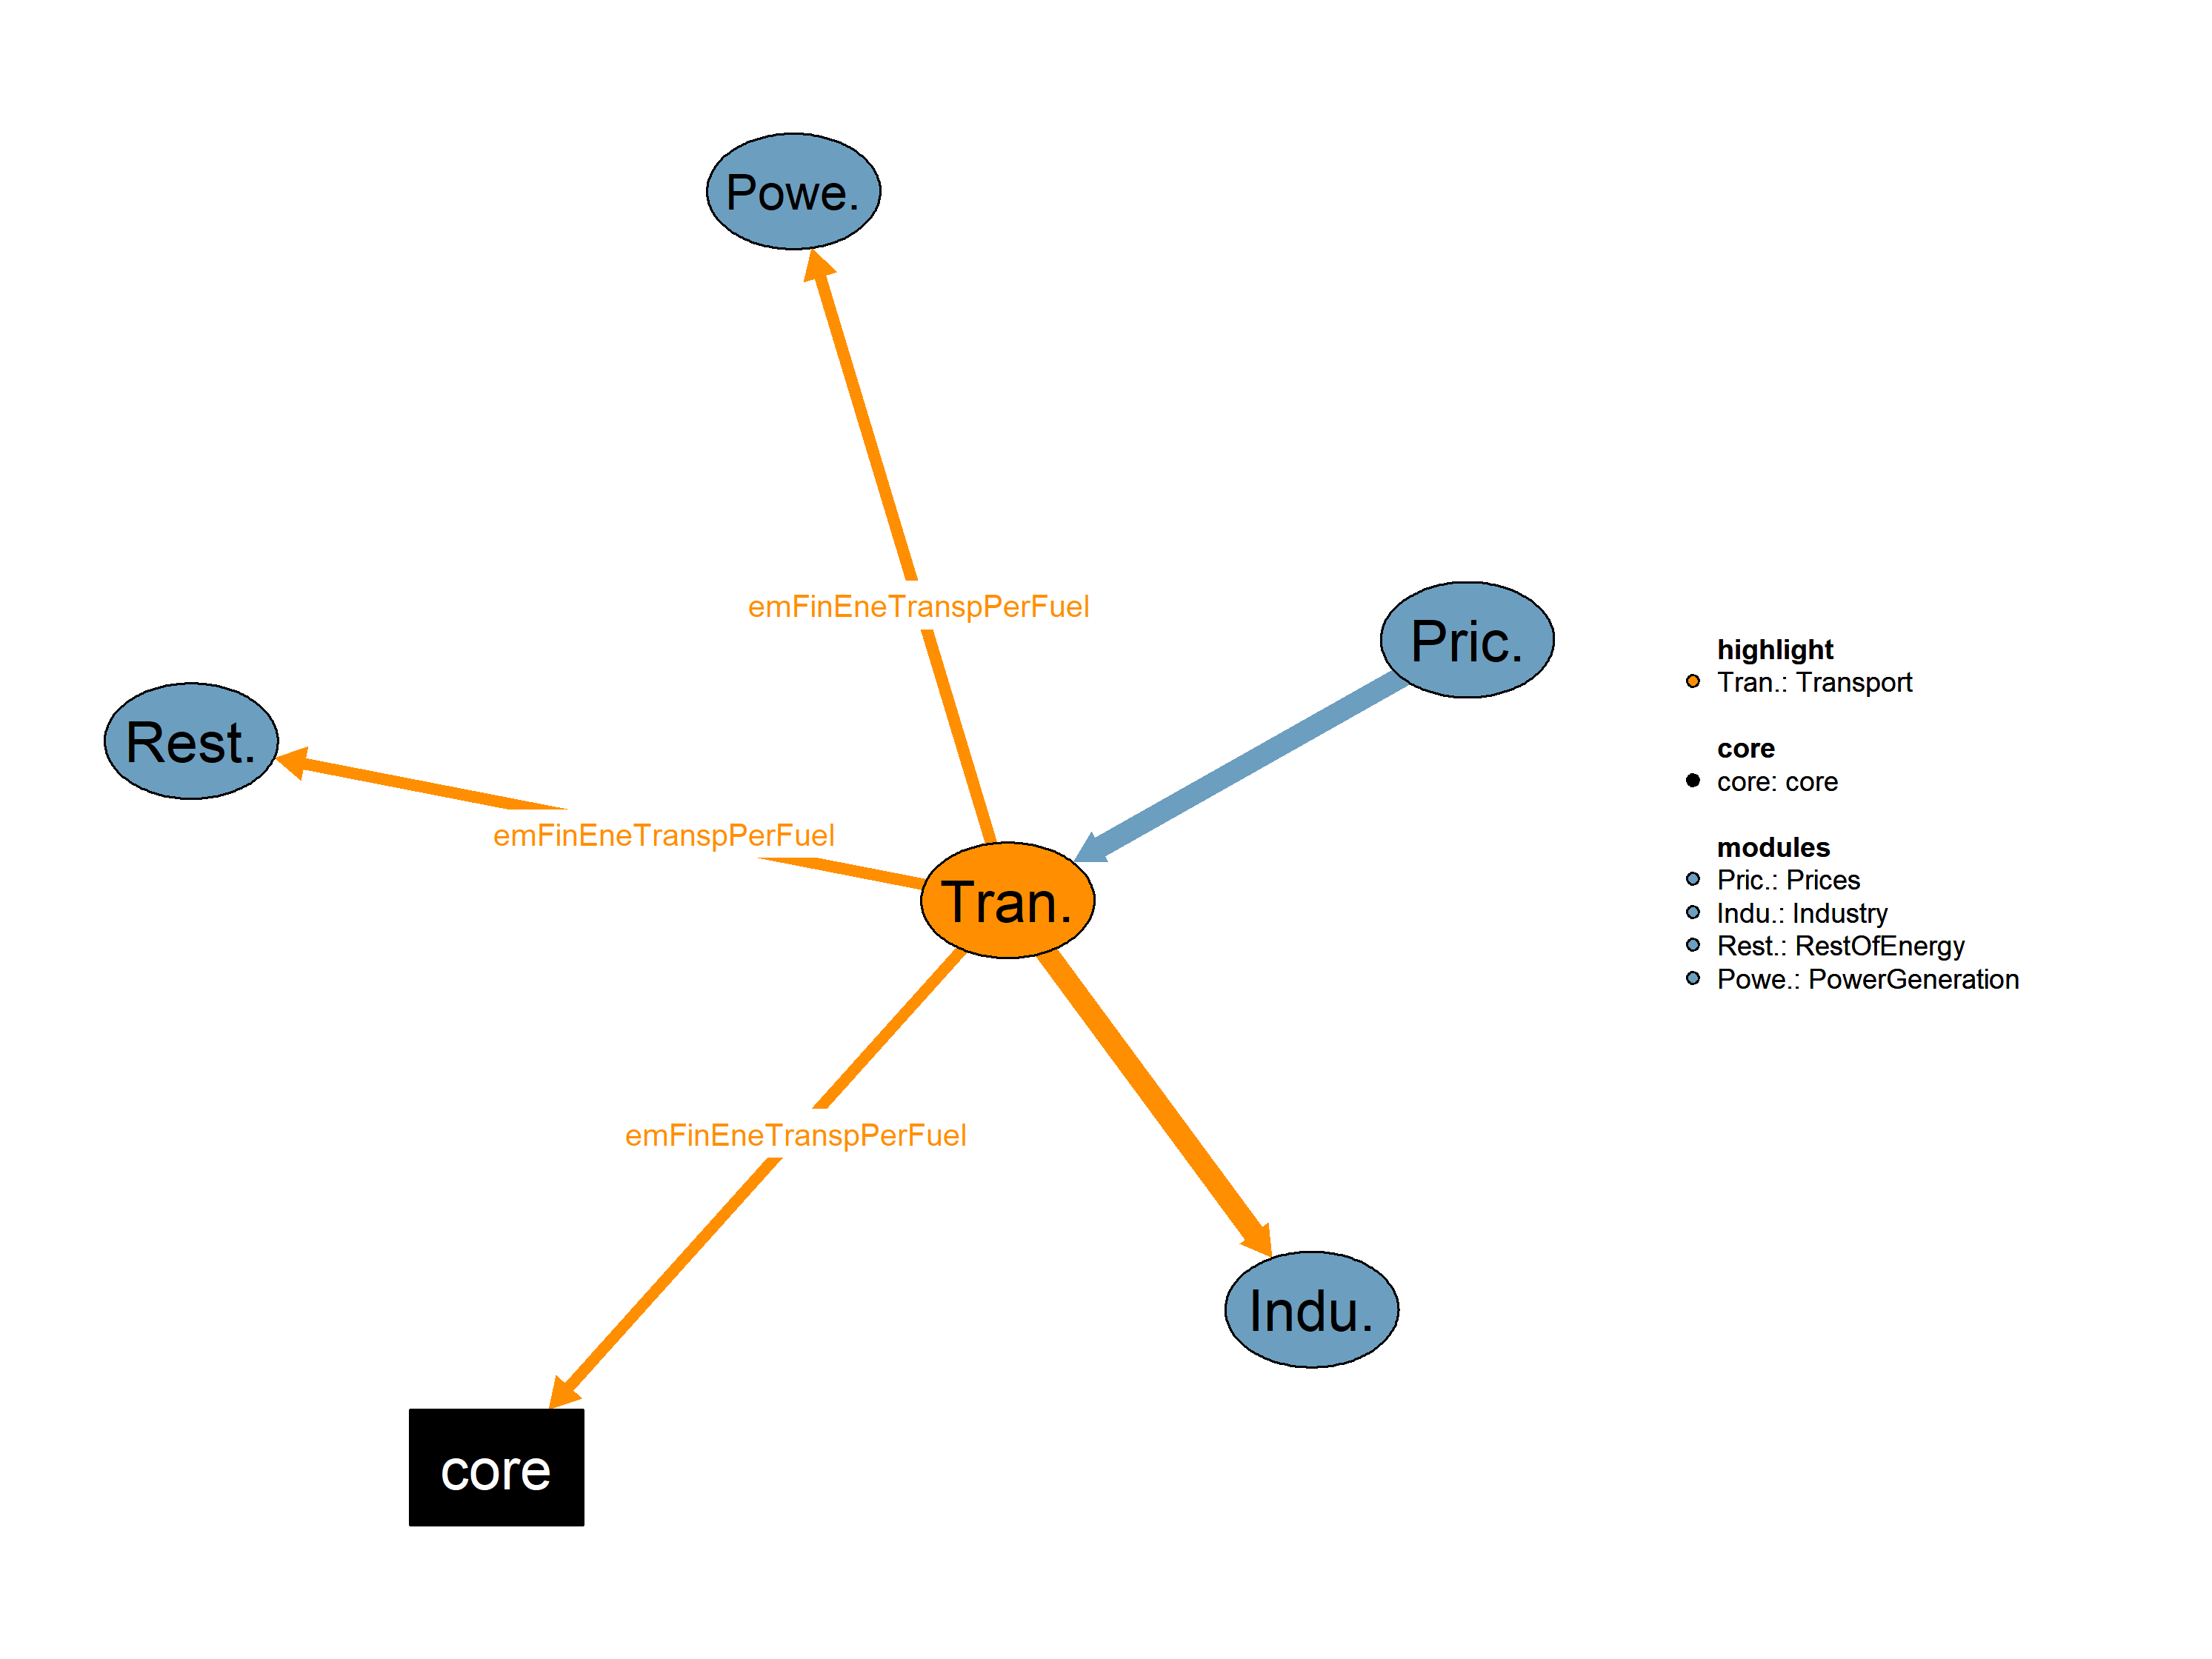 Powe.
emFinEneTranspPerFuel
Pric.
Rest.
emFinEneTranspPerFuel
Tran.
emFinEneTranspPerFuel
Indu.
core
highlight
Tran.: Transport
core
core: core
modules
Pric.: Prices
Indu.: Industry
Rest.: RestOfEnergy
Powe.: PowerGeneration